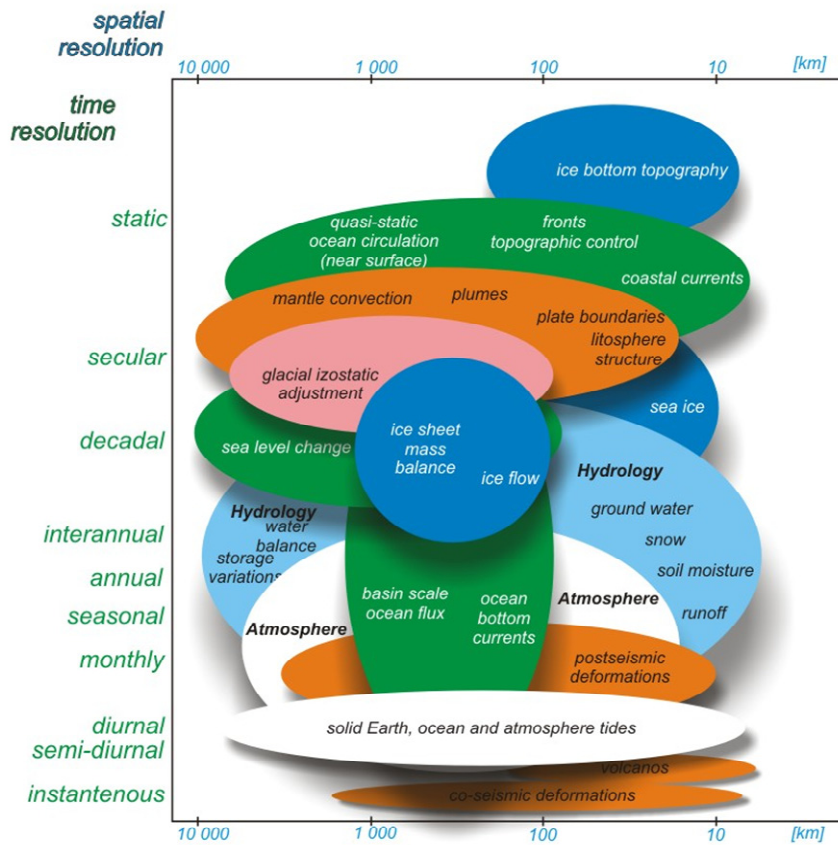 spatial
resolution
10 000 1 000 100 10 [km]
time
resolution
ice bottom topography
static
quasi-static
ocean circulation
(near surface)
fronts
topographic control
coastal currents
mantle convection
plumes
plate boundaries
litosphere
structure
secular
glacial izostatic
adjustment
sea ice
decadal
sea level change
ice sheet
mass
balance
ice flow
Hydrology
ground water
snow
soil moisture
runoff
Hydrology
water
balance
storage
variations
interannual
annual
seasonal
monthly
basin scale
ocean flux
ocean
bottom
currents
Atmosphere
Atmosphere
postseismic
deformations
diurnal
semi-diurnal
solid Earth, ocean and atmosphere tides
volcanos
instantenous
co-seismic deformations
10 000 1 000 100 10 [km]